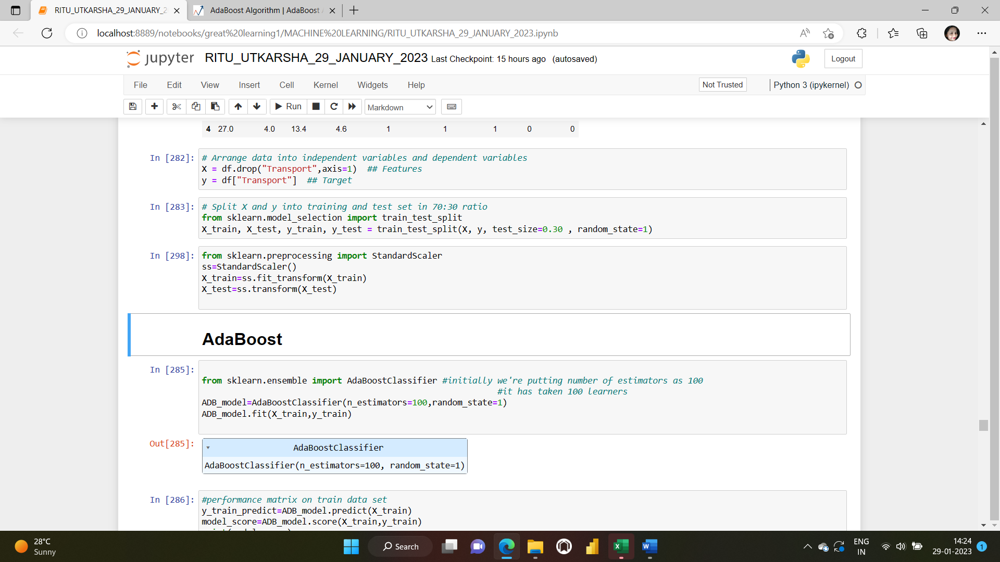 RITU_UTKARSHA_29_JANUARY_2
AdaBoost Algorithm | AdaBoost
localhost:8889/notebooks/great%20learning1/MACHINE%20LEARNING/RITU_UTKARSHA_29_JANUARY_2023.ipynb
jupyter RITU_UTKARSHA_29_JANUARY_2023 Last Checkpoint: 15 hours ago (autosaved)
Logout
File Edit View Insert Cell Kernel Widgets Help
Not Trusted
Python 3 (ipykernel)
Run
Markdown
4 27.0 4.0 13.4 4.6 1 1 1 0 0
In [282]: # Arrange data into independent variables and dependent variables
X = df.drop("Transport",axis=1)  ## Features
y = df["Transport"]  ## Target
In [283]: # Split X and y into training and test set in 70:30 ratio
from sklearn.model_selection import train_test_split
X_train, X_test, y_train, y_test = train_test_split(X, y, test_size=0.30 , random_state=1)
In [298]: from sklearn.preprocessing import StandardScaler
ss=StandardScaler()
X_train=ss.fit_transform(X_train)
X_test=ss.transform(X_test)
AdaBoost
In [285]:
from sklearn.ensemble import AdaBoostClassifier #initially we're putting number of estimators as 100
#it has taken 100 learners
ADB_model=AdaBoostClassifier(n_estimators=100,random_state=1)
ADB_model.fit(X_train,y_train)
Out[285]:
AdaBoostClassifier
AdaBoostClassifier(n_estimators=100, random_state=1)
In [286]: #performance matrix on train data set
y_train_predict=ADB_model.predict(X_train)
model_score=ADB_model.score(X_train,y_train)
28°C
Sunny
Search
ENG
IN
14:24
29-01-2023
1